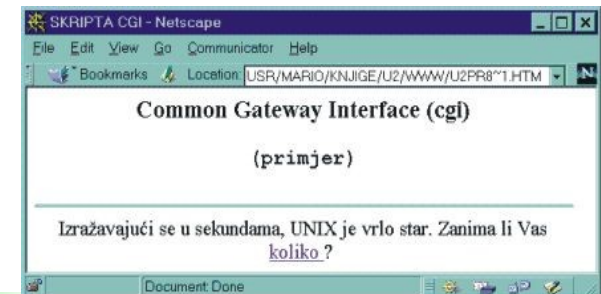 SKRIPTA CGI - Netscape
File Edit View Go Communicator Help
Bookmarks Location: USR/MARIO/KNJIGE/U2/WWW/U2PR8~1.HTM N
Common Gateway Interface (cgi)
(primjer)
Izražavajući se u sekundama, UNIX je vrlo star. Zanima li Vas
koliko ?
Document: Done